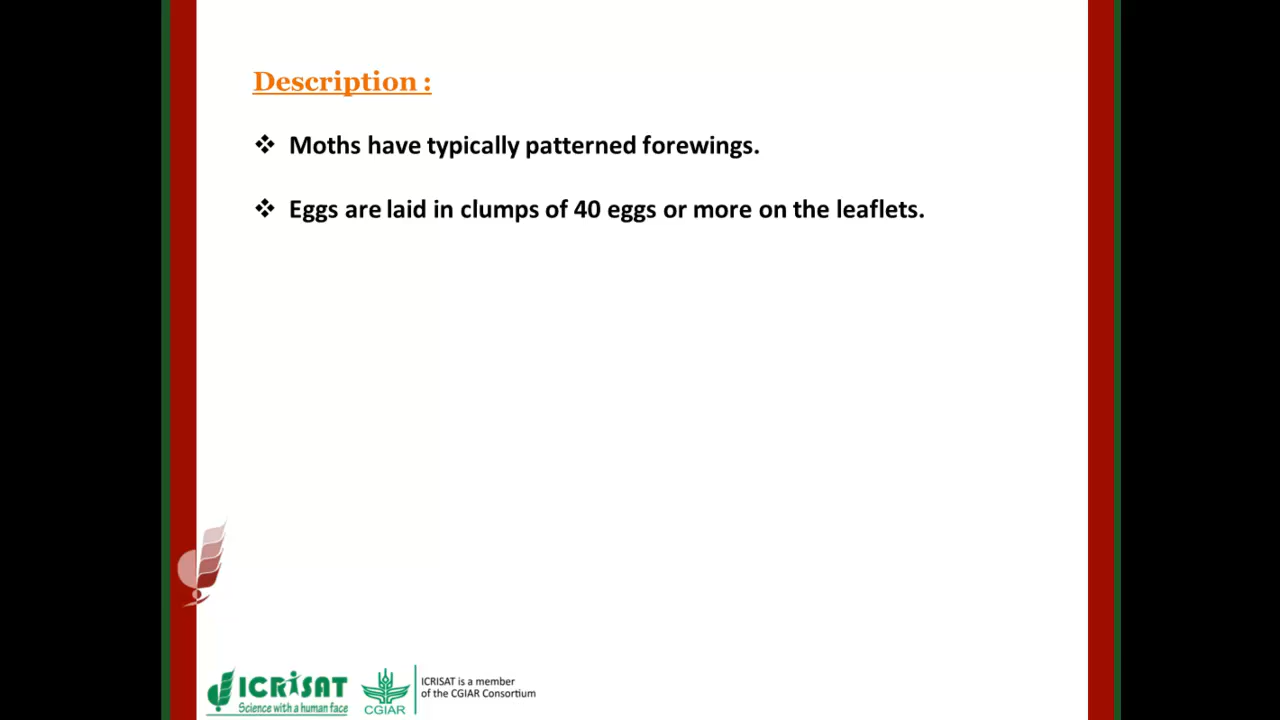 Description :
❖ Moths have typically patterned forewings.
❖ Eggs are laid in clumps of 40 eggs or more on the leaflets.
ICRISAT
Science with a human face
CGIAR
ICRISAT is a member
of the CGIAR Consortium